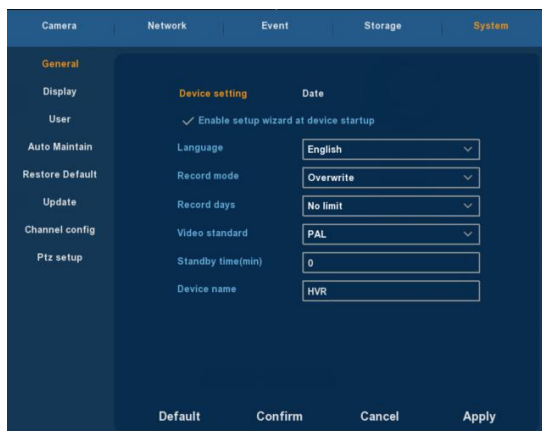 Camera Network Event Storage System
General
Display
User
Auto Maintain
Restore Default
Update
Channel config
Ptz setup
Device setting Date
Enable setup wizard at device startup
Language English
Record mode Overwrite
Record days No limit
Video standard PAL
Standby time(min) 0
Device name HVR
Default Confirm Cancel Apply